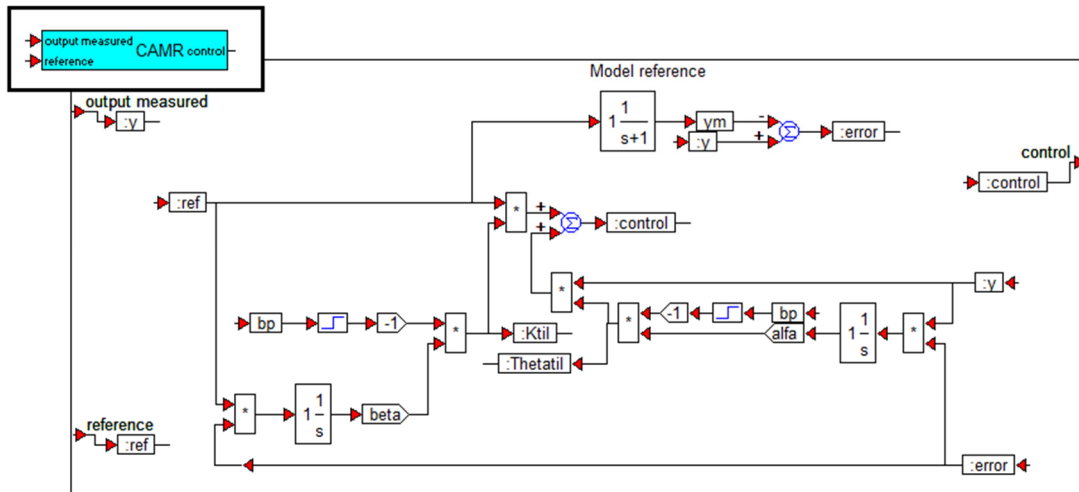 output measured
CAMR control
reference
Model reference
output measured
:y
1 1/s+1
ym
-
:y
+
Σ
:error
control
:control
:ref
*
+
+
Σ
:control
*
:y
bp
-1
*
:Ktil
*
-1
bp
alfa
1 1/s
*
:Thetatil
*
1 1/s
beta
reference
:ref
:error